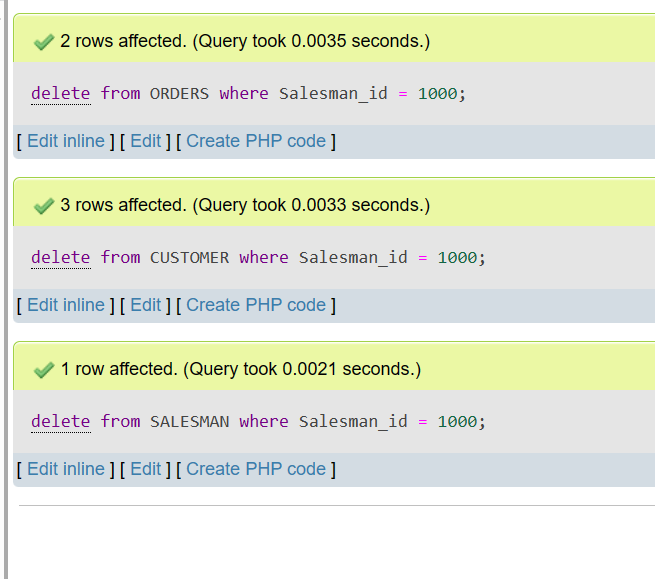 2 rows affected. (Query took 0.0035 seconds.)
delete from ORDERS where Salesman_id = 1000;
[ Edit inline ] [ Edit ] [ Create PHP code ]
3 rows affected. (Query took 0.0033 seconds.)
delete from CUSTOMER where Salesman_id = 1000;
[ Edit inline ] [ Edit ] [ Create PHP code ]
1 row affected. (Query took 0.0021 seconds.)
delete from SALESMAN where Salesman_id = 1000;
[ Edit inline ] [ Edit ] [ Create PHP code ]